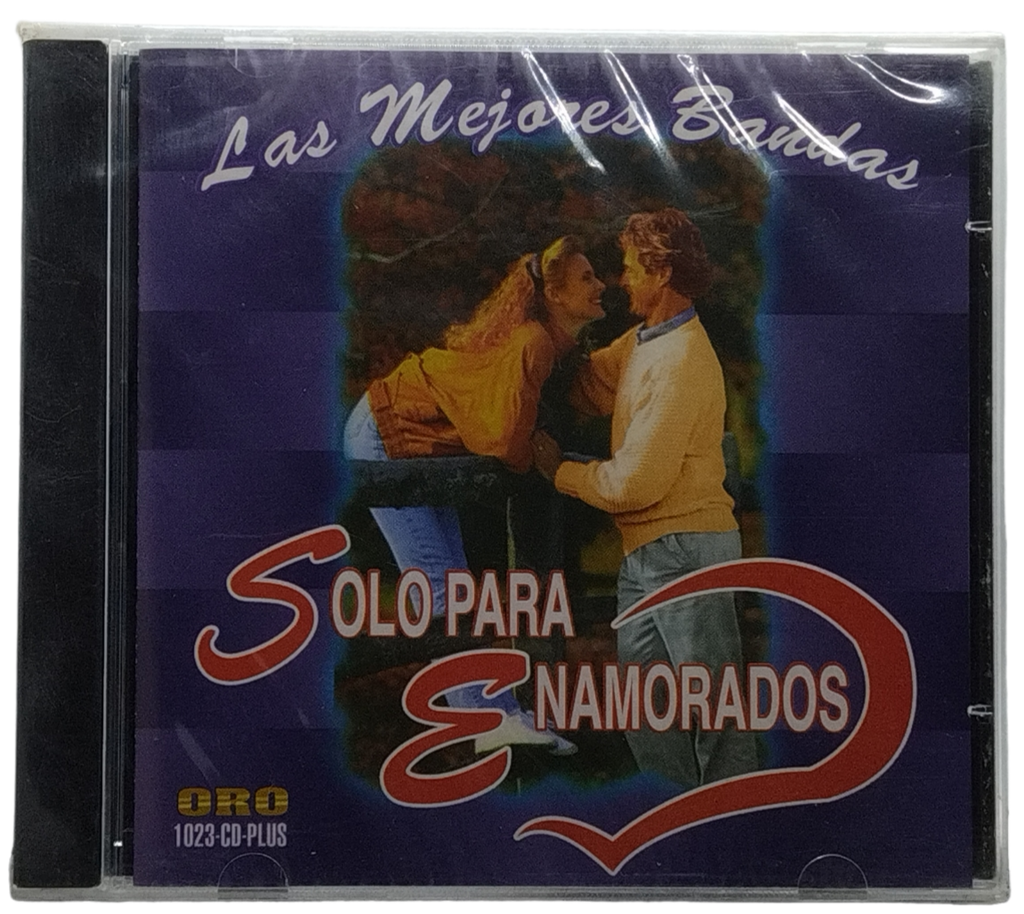 Las Mejores Bandas
SOLO PARA
ENAMORADOS
ORO
1023-CD-PLUS